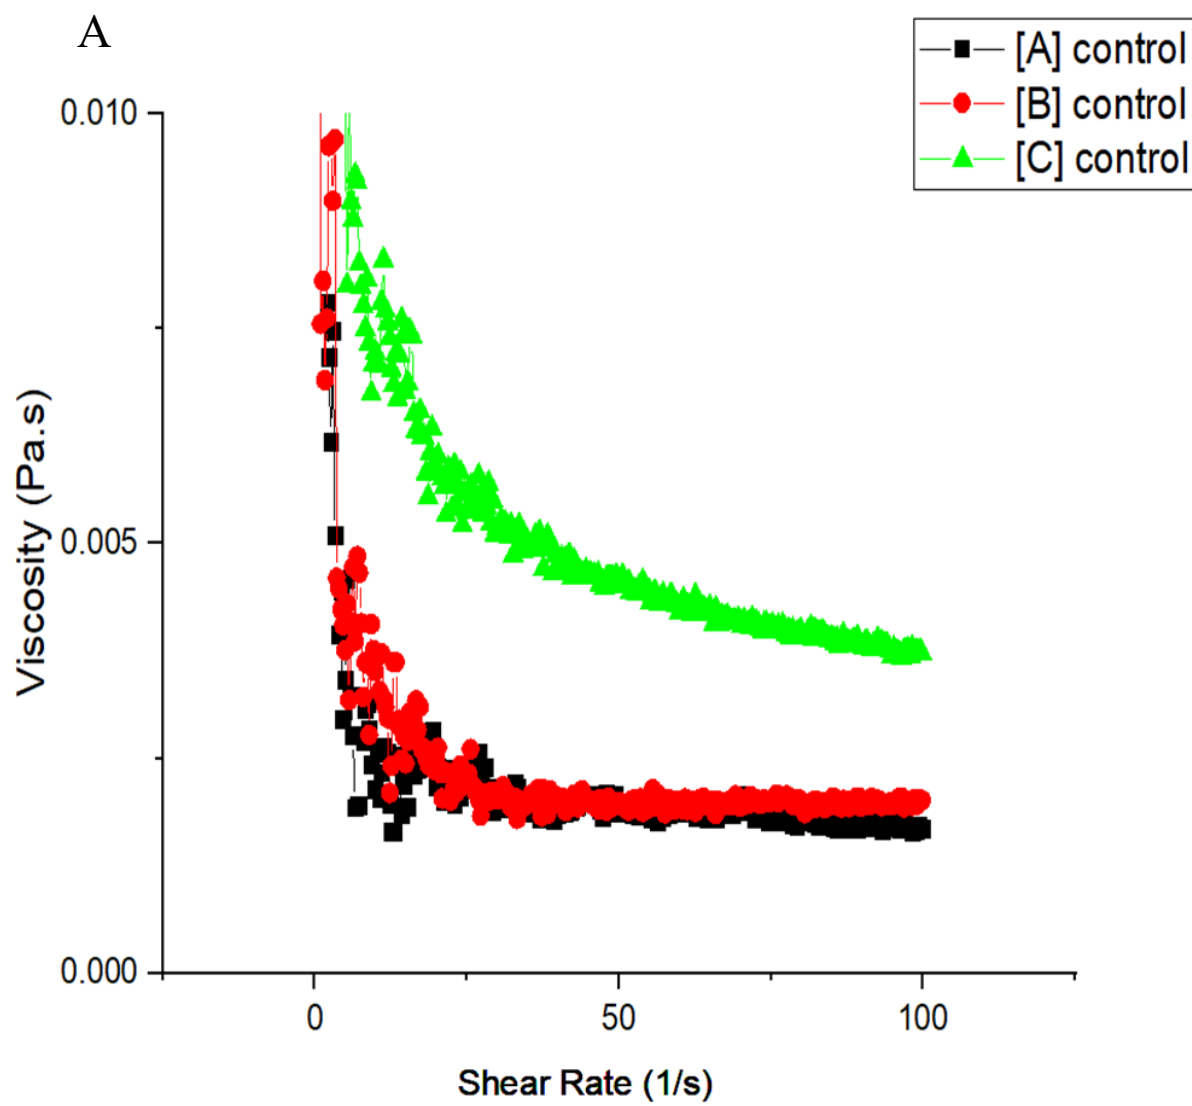 A
[A] control
[B] control
[C] control
0.010
0.005
0.000
Viscosity (Pa.s)
0
50
100
Shear Rate (1/s)